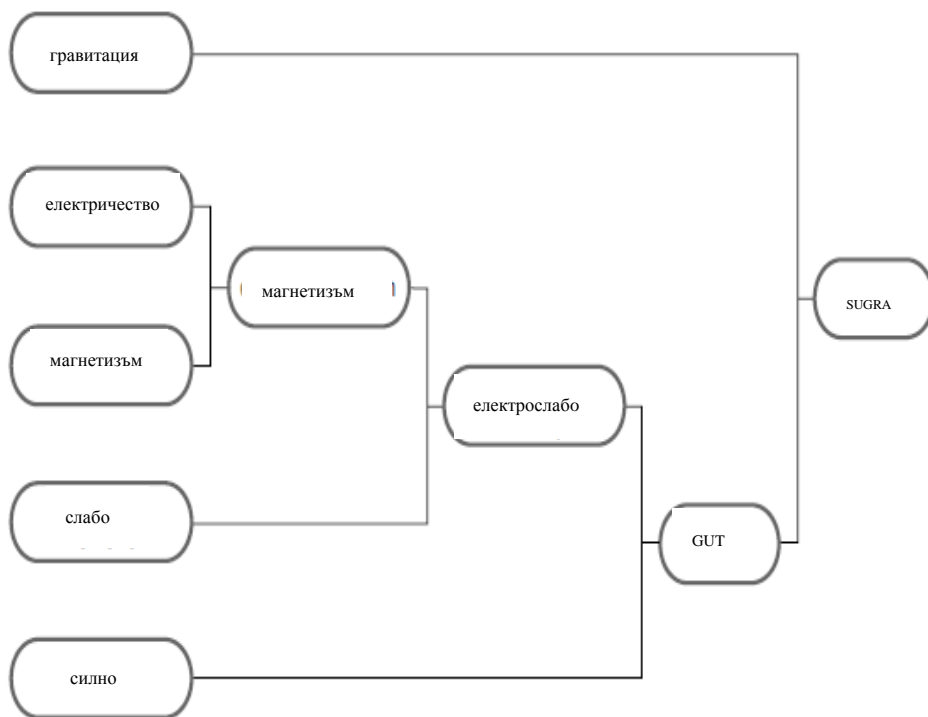 гравитация
електричество
магнетизъм
магнетизъм
SUGRA
електрослабо
слабо
GUT
силно